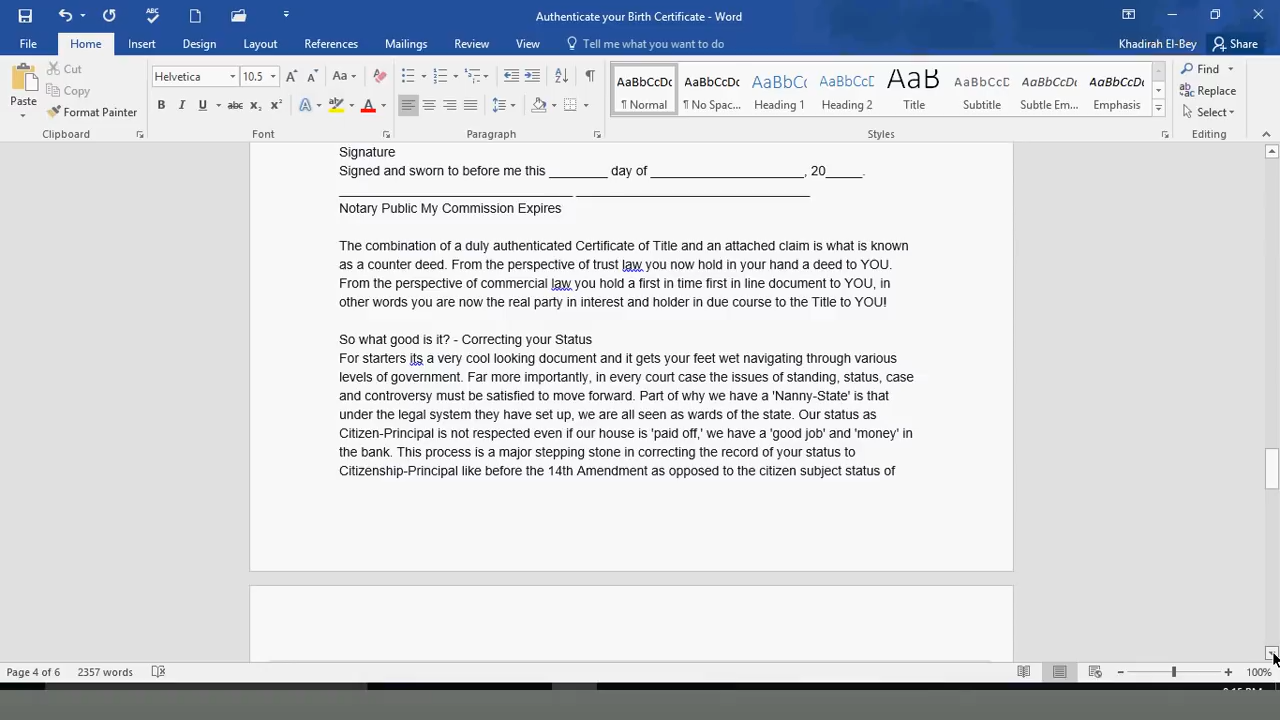 Authenticate your Birth Certificate - Word
File Home Insert Design Layout References Mailings Review View Tell me what you want to do Khadirah El-Bey Share
Paste
Cut
Copy
Format Painter
Clipboard
Helvetica 10.5 Aa
B I U abc x₂ x² A A
Font
Paragraph
AaBbCcDc AaBbCcDc AaBbCc AaBbCcD AaB AaBbCcD AaBbCcDt AaBbCcDt
¶ Normal ¶ No Spac... Heading 1 Heading 2 Title Subtitle Subtle Em... Emphasis
Styles
Find
Replace
Select
Editing
Signature
Signed and sworn to before me this ________ day of _____________________, 20_____.
________________________________ ________________________________
Notary Public My Commission Expires
The combination of a duly authenticated Certificate of Title and an attached claim is what is known
as a counter deed. From the perspective of trust law you now hold in your hand a deed to YOU.
From the perspective of commercial law you hold a first in time first in line document to YOU, in
other words you are now the real party in interest and holder in due course to the Title to YOU!
So what good is it? - Correcting your Status
For starters its a very cool looking document and it gets your feet wet navigating through various
levels of government. Far more importantly, in every court case the issues of standing, status, case
and controversy must be satisfied to move forward. Part of why we have a 'Nanny-State' is that
under the legal system they have set up, we are all seen as wards of the state. Our status as
Citizen-Principal is not respected even if our house is 'paid off,' we have a 'good job' and 'money' in
the bank. This process is a major stepping stone in correcting the record of your status to
Citizenship-Principal like before the 14th Amendment as opposed to the citizen subject status of
Page 4 of 6 2357 words 100%